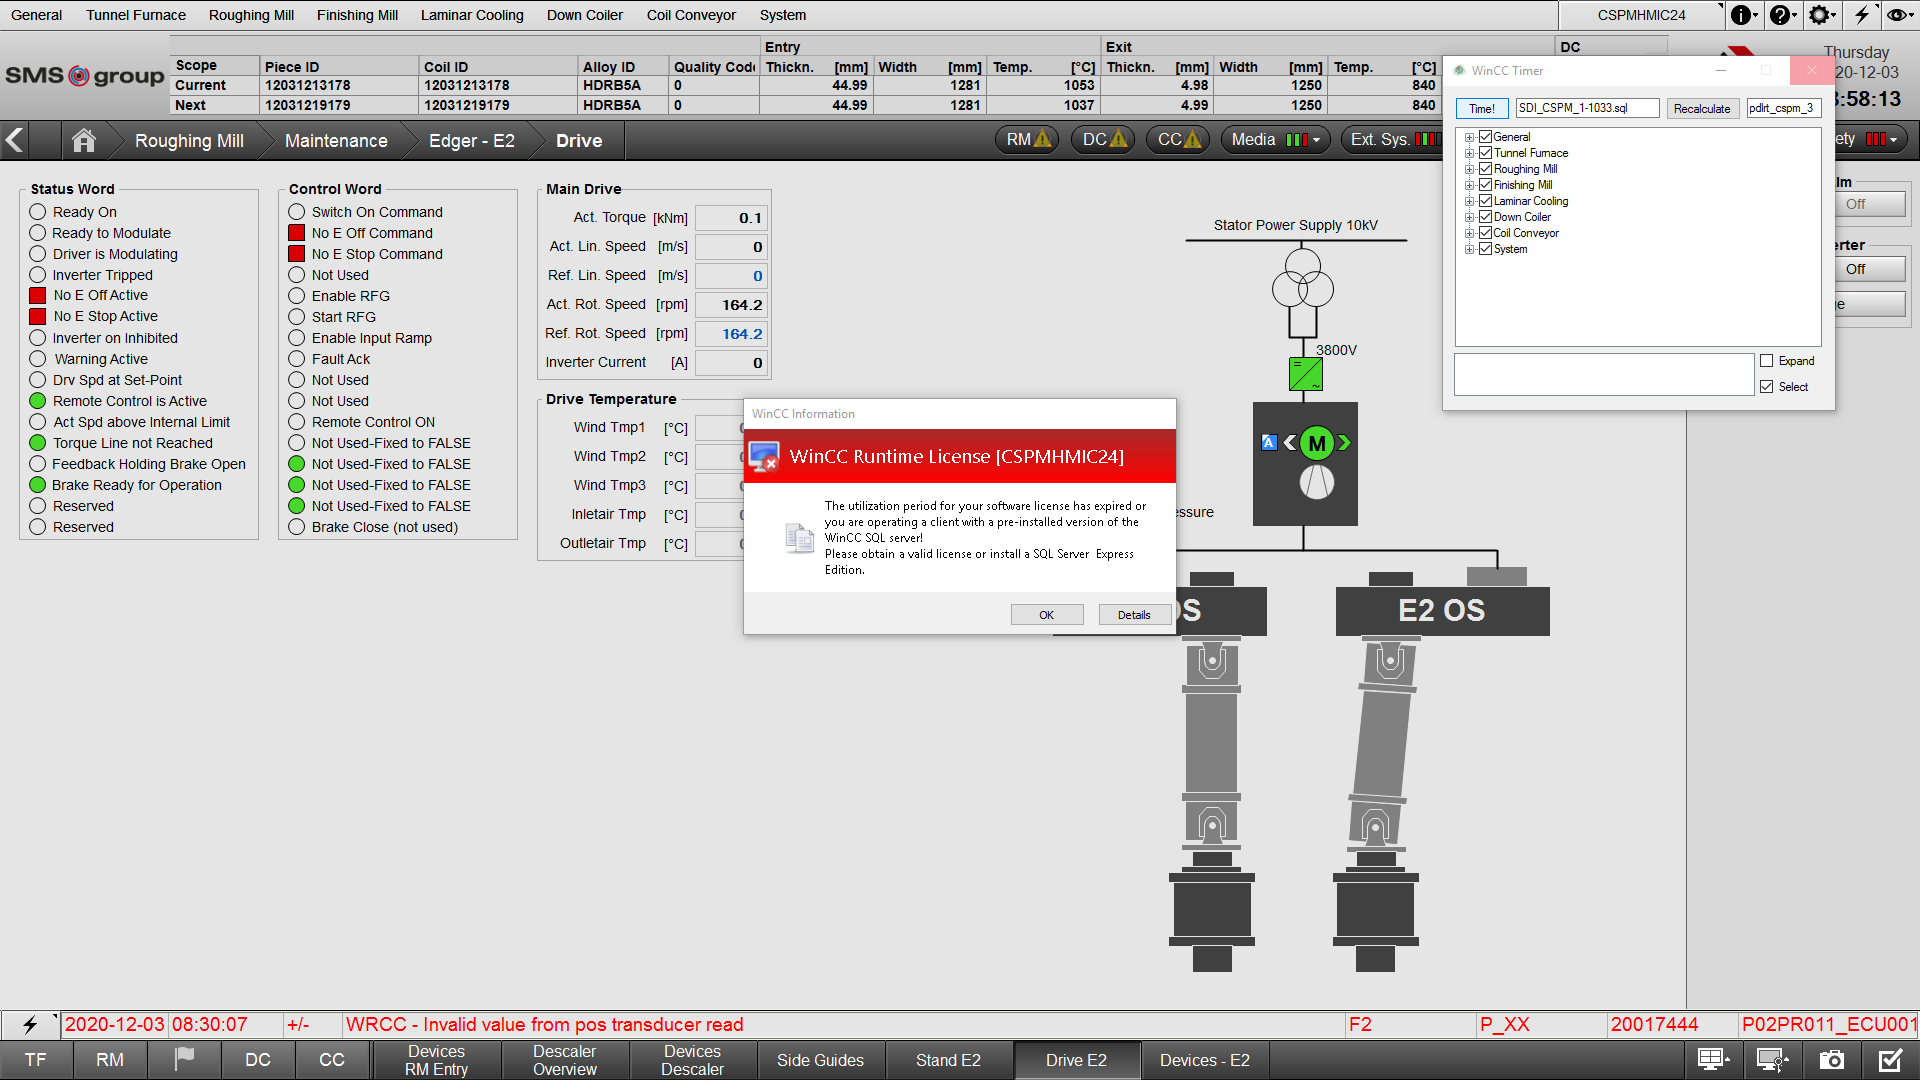 General Tunnel Furnace Roughing Mill Finishing Mill Laminar Cooling Down Coiler Coil Conveyor System CSPMHMIC24
SMS group
Entry Exit DC
Scope Piece ID Coil ID Alloy ID Quality Code Thickn. [mm] Width [mm] Temp. [°C] Thickn. [mm] Width [mm] Temp. [°C]
Current 12031213178 12031213178 HDRB5A 0 44.99 1281 1053 4.98 1250 840
Next 12031219179 12031219179 HDRB5A 0 44.99 1281 1037 4.99 1250 840
Thursday
20-12-03
:58:13
Roughing Mill Maintenance Edger - E2 Drive RM DC CC Media Ext. Sys. ety
WinCC Timer
Time! SDI_CSPM_1-1033.sql Recalculate pdlrt_cspm_3
General
Tunnel Furnace
Roughing Mill
Finishing Mill
Laminar Cooling
Down Coiler
Coil Conveyor
System
Expand
Select
lm
Off
erter
Off
ge
Status Word
Ready On
Ready to Modulate
Driver is Modulating
Inverter Tripped
No E Off Active
No E Stop Active
Inverter on Inhibited
Warning Active
Drv Spd at Set-Point
Remote Control is Active
Act Spd above Internal Limit
Torque Line not Reached
Feedback Holding Brake Open
Brake Ready for Operation
Reserved
Reserved
Control Word
Switch On Command
No E Off Command
No E Stop Command
Not Used
Enable RFG
Start RFG
Enable Input Ramp
Fault Ack
Not Used
Not Used
Remote Control ON
Not Used-Fixed to FALSE
Not Used-Fixed to FALSE
Not Used-Fixed to FALSE
Not Used-Fixed to FALSE
Brake Close (not used)
Main Drive
Act. Torque [kNm] 0.1
Act. Lin. Speed [m/s] 0
Ref. Lin. Speed [m/s] 0
Act. Rot. Speed [rpm] 164.2
Ref. Rot. Speed [rpm] 164.2
Inverter Current [A] 0
Drive Temperature
Wind Tmp1 [°C]
Wind Tmp2 [°C]
Wind Tmp3 [°C]
Inletair Tmp [°C]
Outletair Tmp [°C]
Stator Power Supply 10kV
3800V
A M
ssure
OS
E2 OS
WinCC Information
WinCC Runtime License [CSPMHMIC24]
The utilization period for your software license has expired or
you are operating a client with a pre-installed version of the
WinCC SQL server!
Please obtain a valid license or install a SQL Server Express
Edition.
OK Details
2020-12-03 08:30:07 +/- WRCC - Invalid value from pos transducer read F2 P_XX 20017444 P02PR011_ECU001
TF RM DC CC Devices RM Entry Descaler Overview Devices Descaler Side Guides Stand E2 Drive E2 Devices - E2